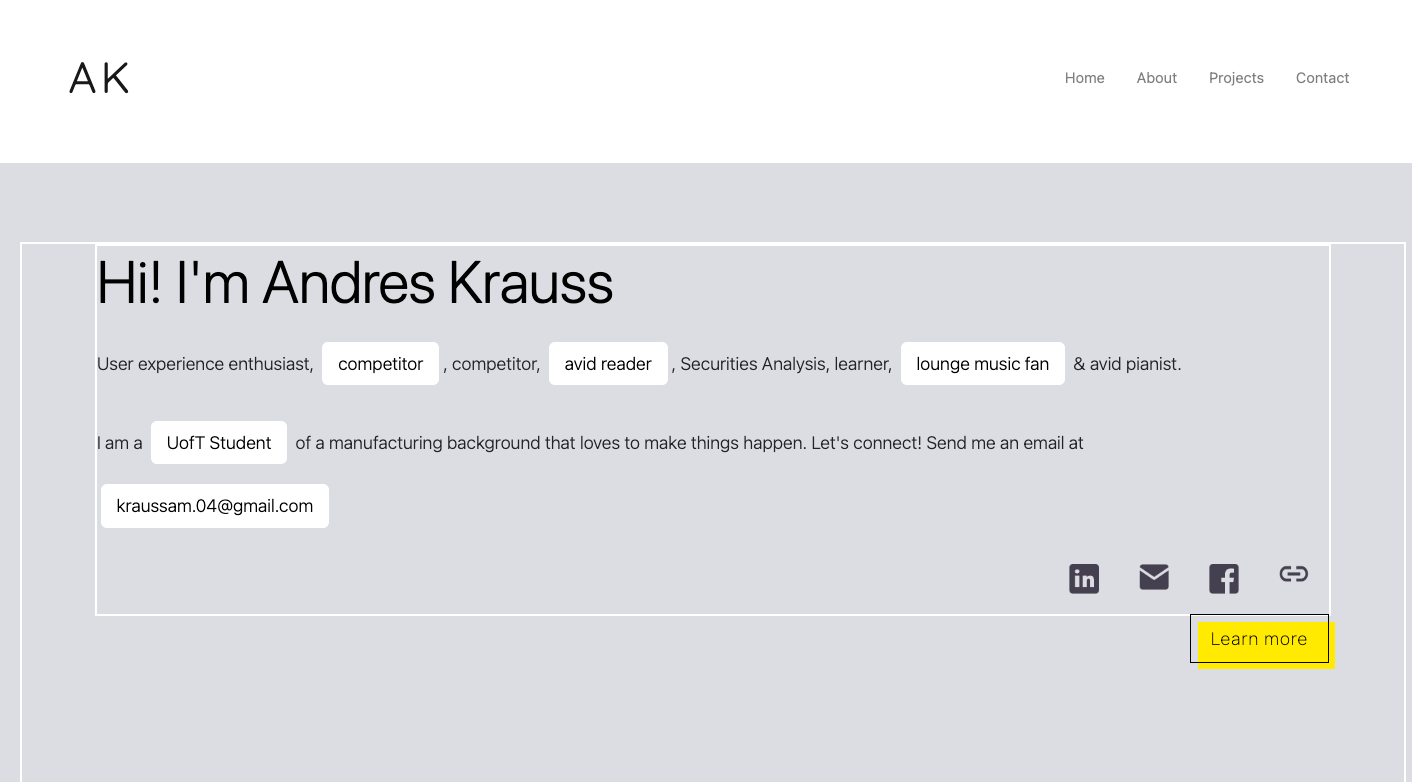 AK
Home About Projects Contact
Hi! I'm Andres Krauss
User experience enthusiast, competitor , competitor, avid reader , Securities Analysis, learner, lounge music fan & avid pianist.
I am a UofT Student of a manufacturing background that loves to make things happen. Let's connect! Send me an email at
kraussam.04@gmail.com
in f
Learn more